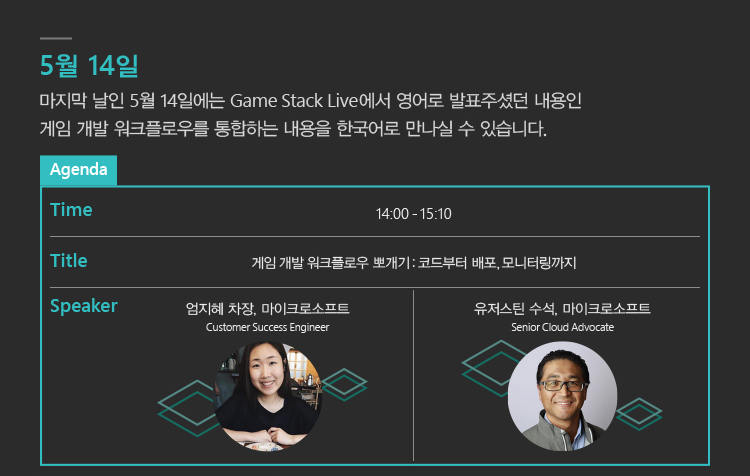 5월 14일
마지막 날인 5월 14일에는 Game Stack Live에서 영어로 발표주셨던 내용인
게임 개발 워크플로우를 통합하는 내용을 한국어로 만나실 수 있습니다.
Agenda
Time
14:00 - 15:10
Title
게임 개발 워크플로우 뽀개기 : 코드부터 배포, 모니터링까지
Speaker
엄지혜 차장, 마이크로소프트
Customer Success Engineer
유저스틴 수석, 마이크로소프트
Senior Cloud Advocate